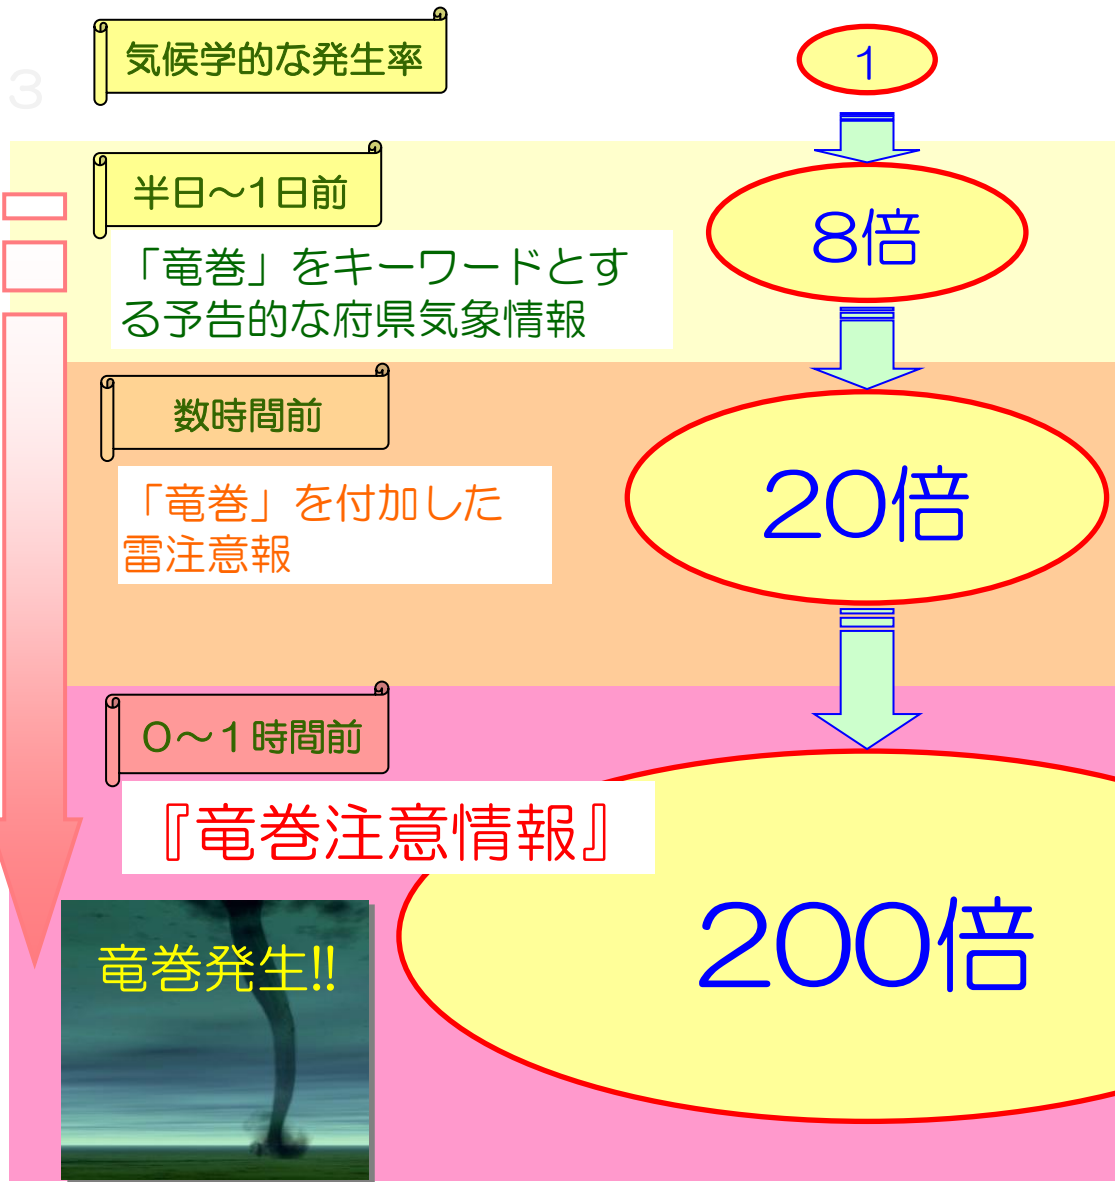 3
気候学的な発生率
1
半日～1日前
8倍
「竜巻」をキーワードとす
る予告的な府県気象情報
数時間前
20倍
「竜巻」を付加した
雷注意報
0～1時間前
『竜巻注意情報』
200倍
竜巻発生!!